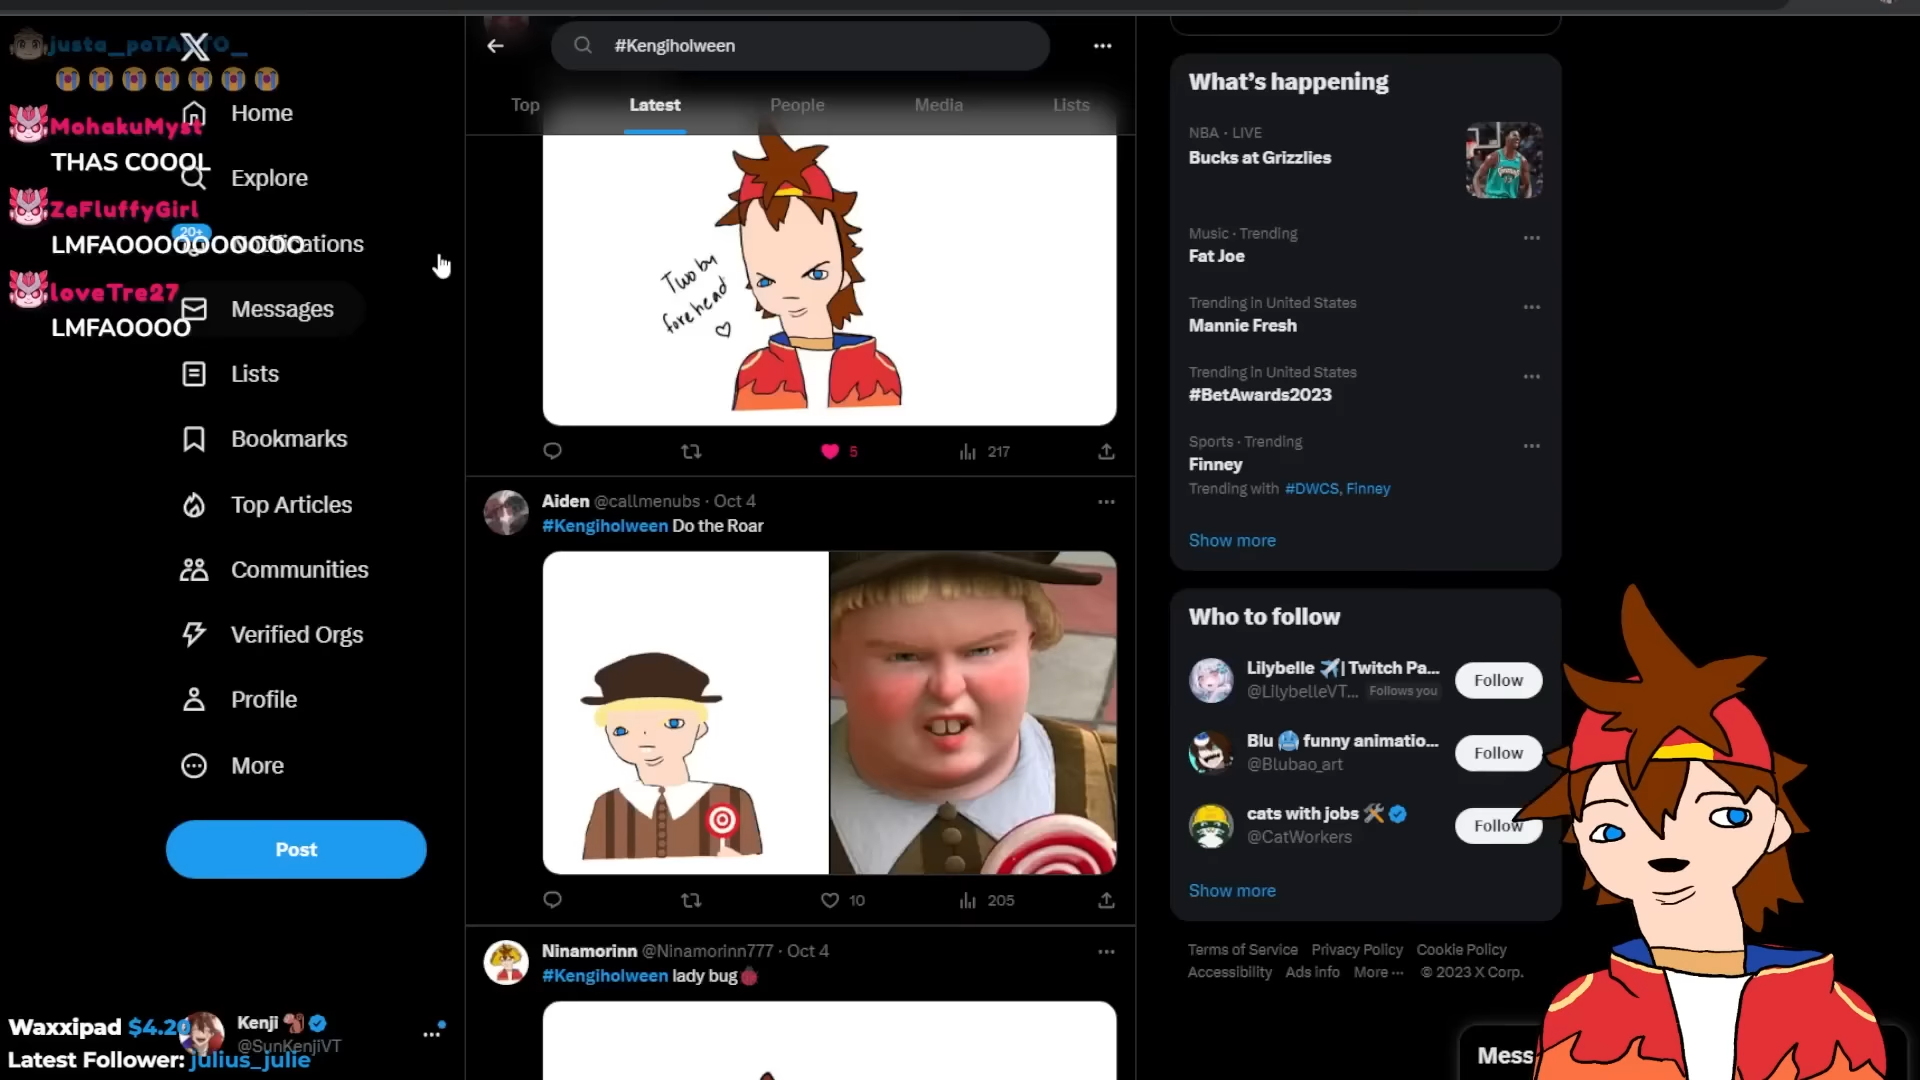 justa_poTATO_
MohakuMyst
THAS COOOL
ZeFluffyGirl
LMFAOOOOOOOOOOO
loveTre27
LMFAOOOO
Home
Explore
20+
Notifications
Messages
Lists
Bookmarks
Top Articles
Communities
Verified Orgs
Profile
More
Post
Waxxipad $4.20
Kenji
@SunKenjiVT
Latest Follower: julius_julie
#Kengiholween
Top Latest People Media Lists
Two by
forehead
5 217
Aiden @callmenubs · Oct 4
#Kengiholween Do the Roar
10 205
Ninamorinn @Ninamorinn777 · Oct 4
#Kengiholween lady bug
What's happening
NBA · LIVE
Bucks at Grizzlies
Music · Trending
Fat Joe
Trending in United States
Mannie Fresh
Trending in United States
#BetAwards2023
Sports · Trending
Finney
Trending with #DWCS, Finney
Show more
Who to follow
Lilybelle | Twitch Pa...
@LilybelleVT... Follows you
Follow
Blu funny animatio...
@Blubao_art
Follow
cats with jobs
@CatWorkers
Follow
Show more
Terms of Service Privacy Policy Cookie Policy
Accessibility Ads info More ··· © 2023 X Corp.
Mess